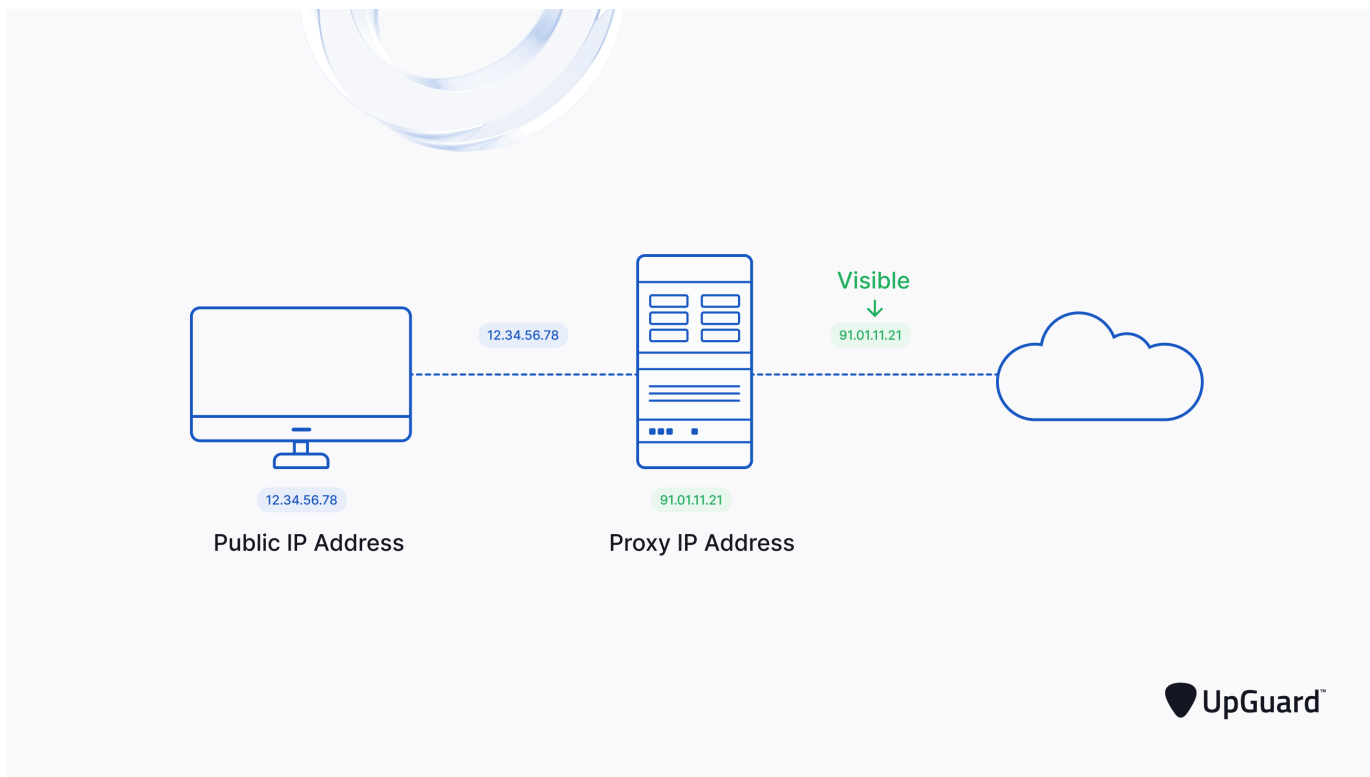 Visible
↓
12.34.56.78
91.01.11.21
12.34.56.78
91.01.11.21
Public IP Address
Proxy IP Address
UpGuard™